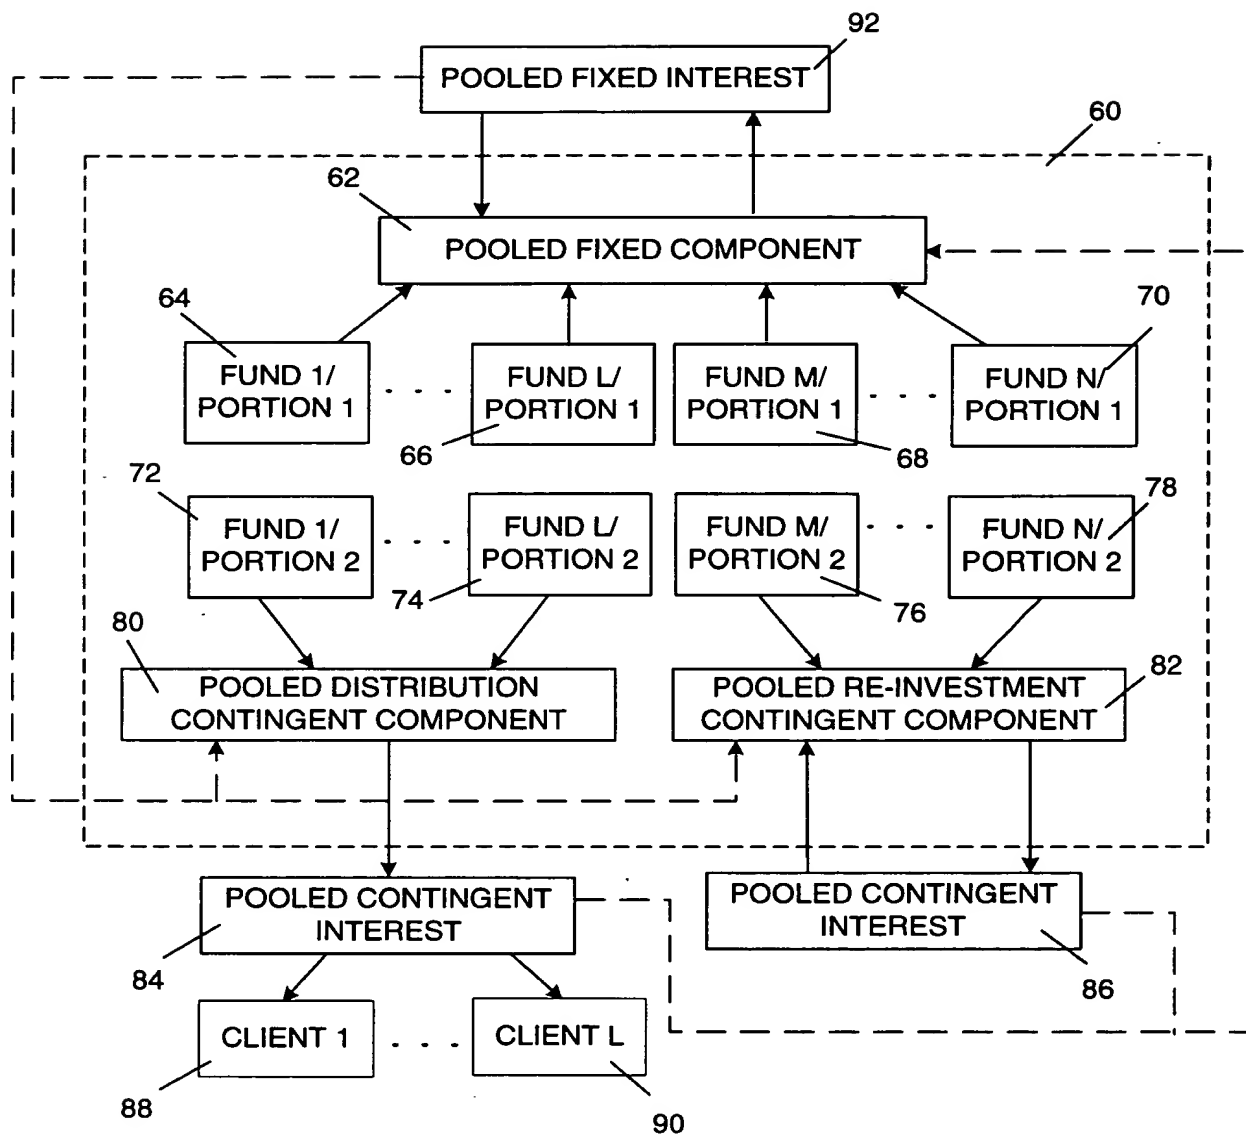 92
POOLED FIXED INTEREST
60
62
POOLED FIXED COMPONENT
64
70
FUND 1/
PORTION 1
. . .
FUND L/
PORTION 1
FUND M/
PORTION 1
. . .
FUND N/
PORTION 1
66
68
72
78
FUND 1/
PORTION 2
. . .
FUND L/
PORTION 2
FUND M/
PORTION 2
. . .
FUND N/
PORTION 2
74
76
80
82
POOLED DISTRIBUTION
CONTINGENT COMPONENT
POOLED RE-INVESTMENT
CONTINGENT COMPONENT
POOLED CONTINGENT
INTEREST
POOLED CONTINGENT
INTEREST
84
86
CLIENT 1
. . .
CLIENT L
88
90